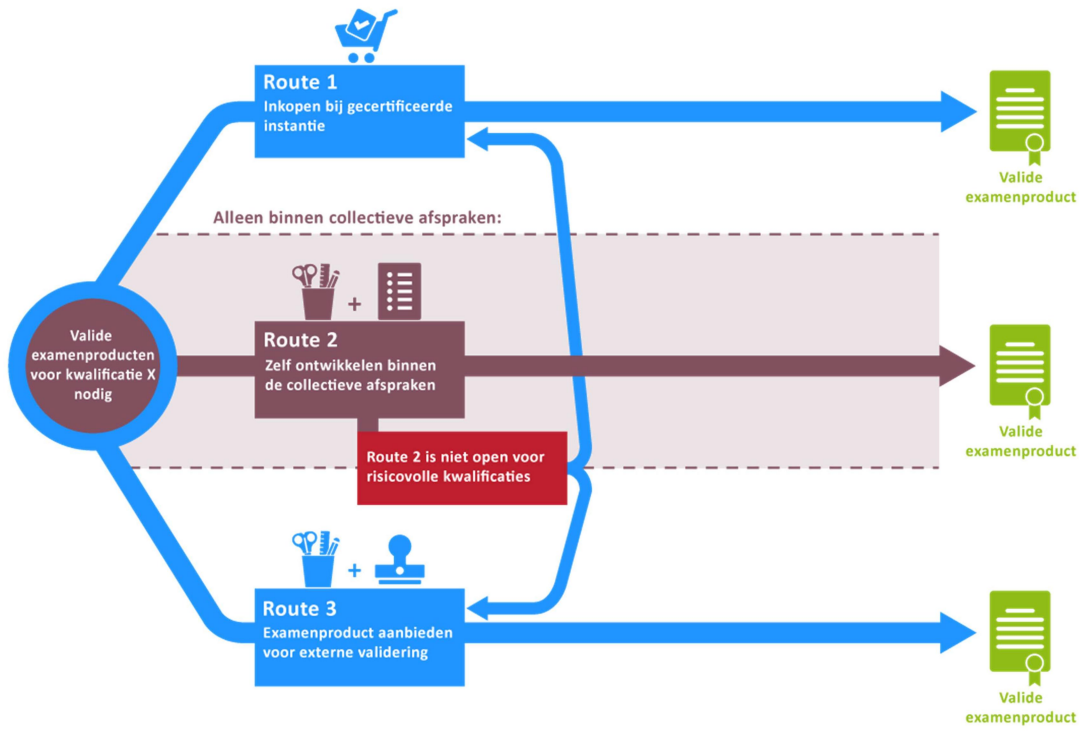 Route 1
Inkopen bij gecertificeerde
instantie
Valide
examenproduct
Alleen binnen collectieve afspraken:
Valide
examenproducten
voor kwalificatie X
nodig
+
Route 2
Zelf ontwikkelen binnen
de collectieve afspraken
Valide
examenproduct
Route 2 is niet open voor
risicovolle kwalificaties
+
Route 3
Examenproduct aanbieden
voor externe validering
Valide
examenproduct